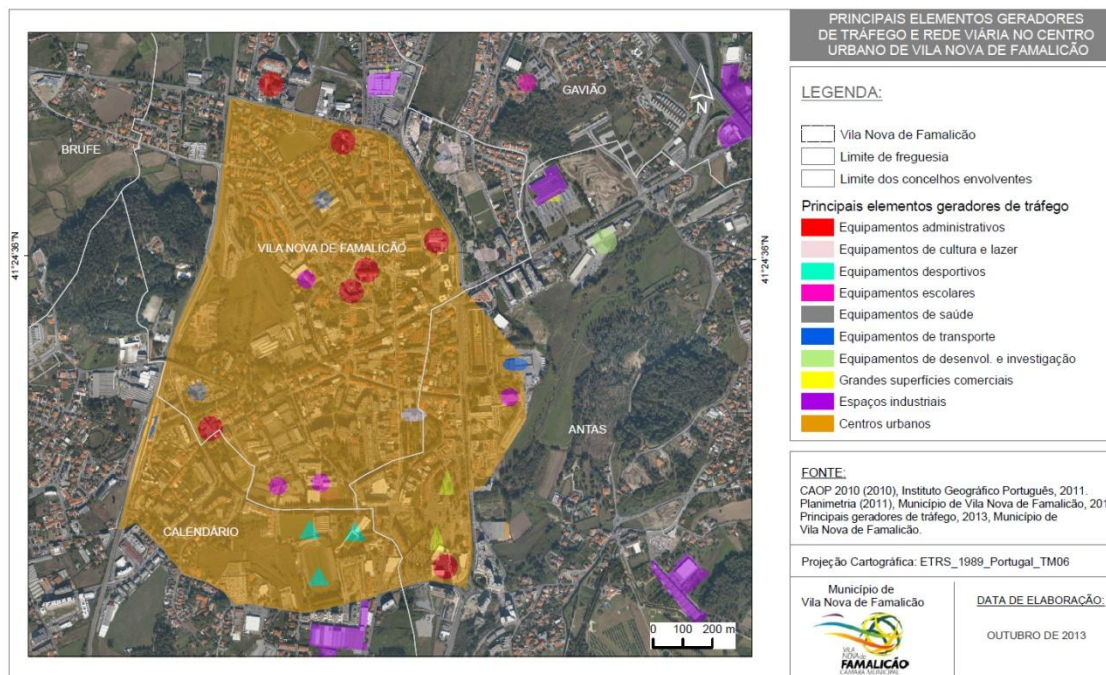 PRINCIPAIS ELEMENTOS GERADORES
DE TRÁFEGO E REDE VIÁRIA NO CENTRO
URBANO DE VILA NOVA DE FAMALICÃO
GAVIÃO
BRUFE
VILA NOVA DE FAMALICÃO
ANTAS
CALENDÁRIO
N
41°24'36"N
41°24'36"N
0 100 200 m
LEGENDA:
Vila Nova de Famalicão
Limite de freguesia
Limite dos concelhos envolventes
Principais elementos geradores de tráfego
Equipamentos administrativos
Equipamentos de cultura e lazer
Equipamentos desportivos
Equipamentos escolares
Equipamentos de saúde
Equipamentos de transporte
Equipamentos de desenvol. e investigação
Grandes superfícies comerciais
Espaços industriais
Centros urbanos
FONTE:
CAOP 2010 (2010), Instituto Geográfico Português, 2011.
Planimetria (2011), Município de Vila Nova de Famalicão, 201
Principais geradores de tráfego, 2013, Município de
Vila Nova de Famalicão.
Projeção Cartográfica: ETRS_1989_Portugal_TM06
Município de
Vila Nova de Famalicão
VILA
NOVA de
FAMALICÃO
CÂMARA MUNICIPAL
DATA DE ELABORAÇÃO:
OUTUBRO DE 2013